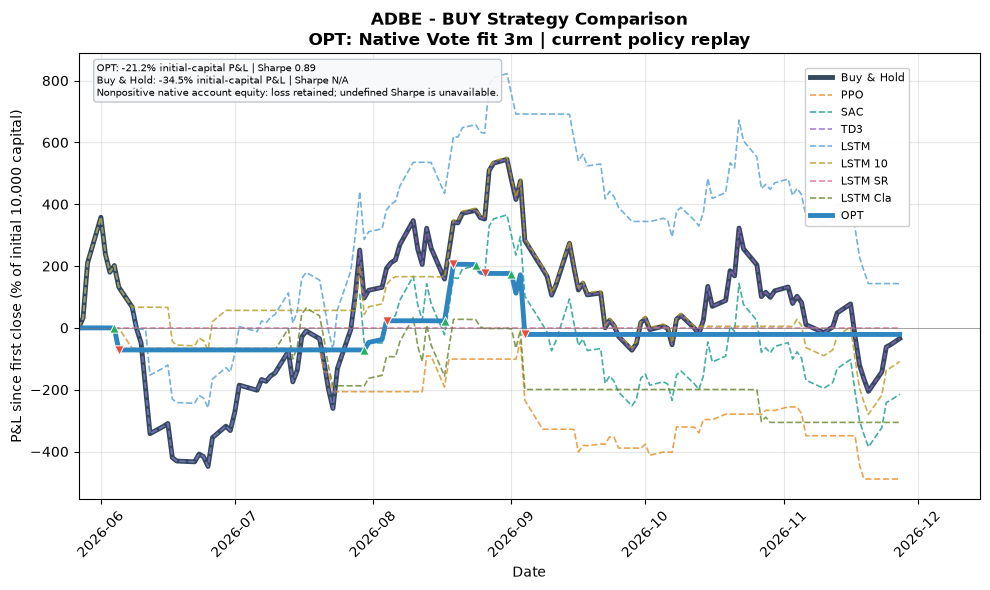 ADBE - BUY Strategy Comparison
OPT: Native Vote fit 3m | current policy replay
OPT: -21.2% initial-capital P&L | Sharpe 0.89
Buy & Hold: -34.5% initial-capital P&L | Sharpe N/A
Nonpositive native account equity: loss retained; undefined Sharpe is unavailable.
Buy & Hold
PPO
SAC
TD3
LSTM
LSTM 10
LSTM SR
LSTM Cla
OPT
P&L since first close (% of initial 10,000 capital)
800
600
400
200
0
−200
−400
2026-06
2026-07
2026-08
2026-09
2026-10
2026-11
2026-12
Date